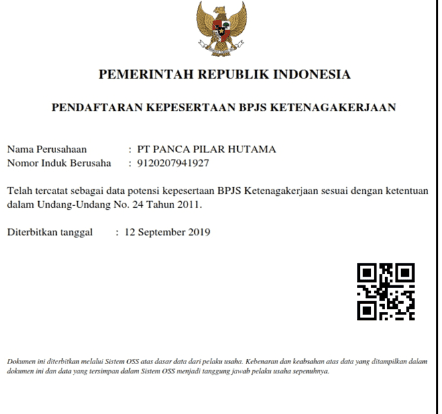 PEMERINTAH REPUBLIK INDONESIA
PENDAFTARAN KEPESERTAAN BPJS KETENAGAKERJAAN
Nama Perusahaan : PT PANCA PILAR HUTAMA
Nomor Induk Berusaha : 9120207941927
Telah tercatat sebagai data potensi kepesertaan BPJS Ketenagakerjaan sesuai dengan ketentuan
dalam Undang-Undang No. 24 Tahun 2011.
Diterbitkan tanggal : 12 September 2019
Dokumen ini diterbitkan melalui Sistem OSS atas dasar data dari pelaku usaha. Kebenaran dan keabsahan atas data yang ditampilkan dalam
dokumen ini dan data yang tersimpan dalam Sistem OSS menjadi tanggung jawab pelaku usaha sepenuhnya.